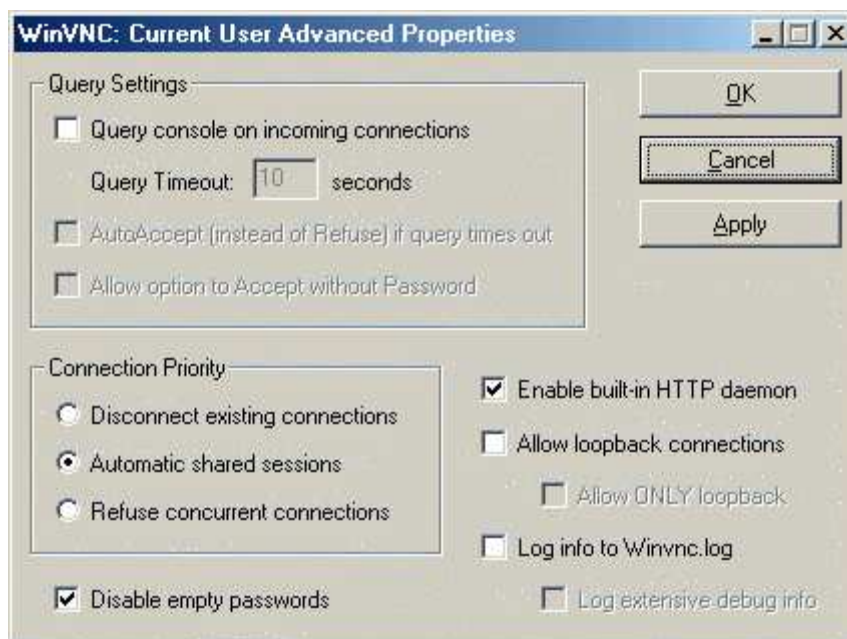 WinVNC: Current User Advanced Properties
Query Settings
Query console on incoming connections
Query Timeout: 10 seconds
AutoAccept (instead of Refuse) if query times out
Allow option to Accept without Password
OK
Cancel
Apply
Connection Priority
Disconnect existing connections
Automatic shared sessions
Refuse concurrent connections
Enable built-in HTTP daemon
Allow loopback connections
Allow ONLY loopback
Log info to Winvnc.log
Log extensive debug info
Disable empty passwords